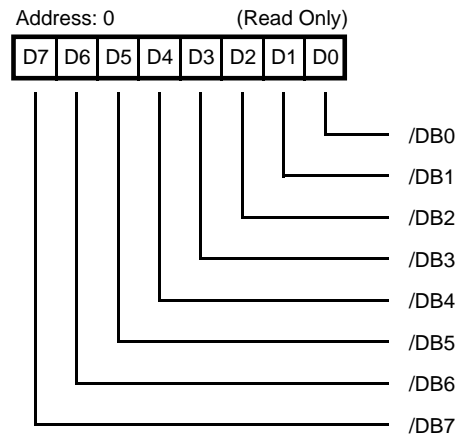 Address: 0 (Read Only)
D7 D6 D5 D4 D3 D2 D1 D0
/DB0
/DB1
/DB2
/DB3
/DB4
/DB5
/DB6
/DB7